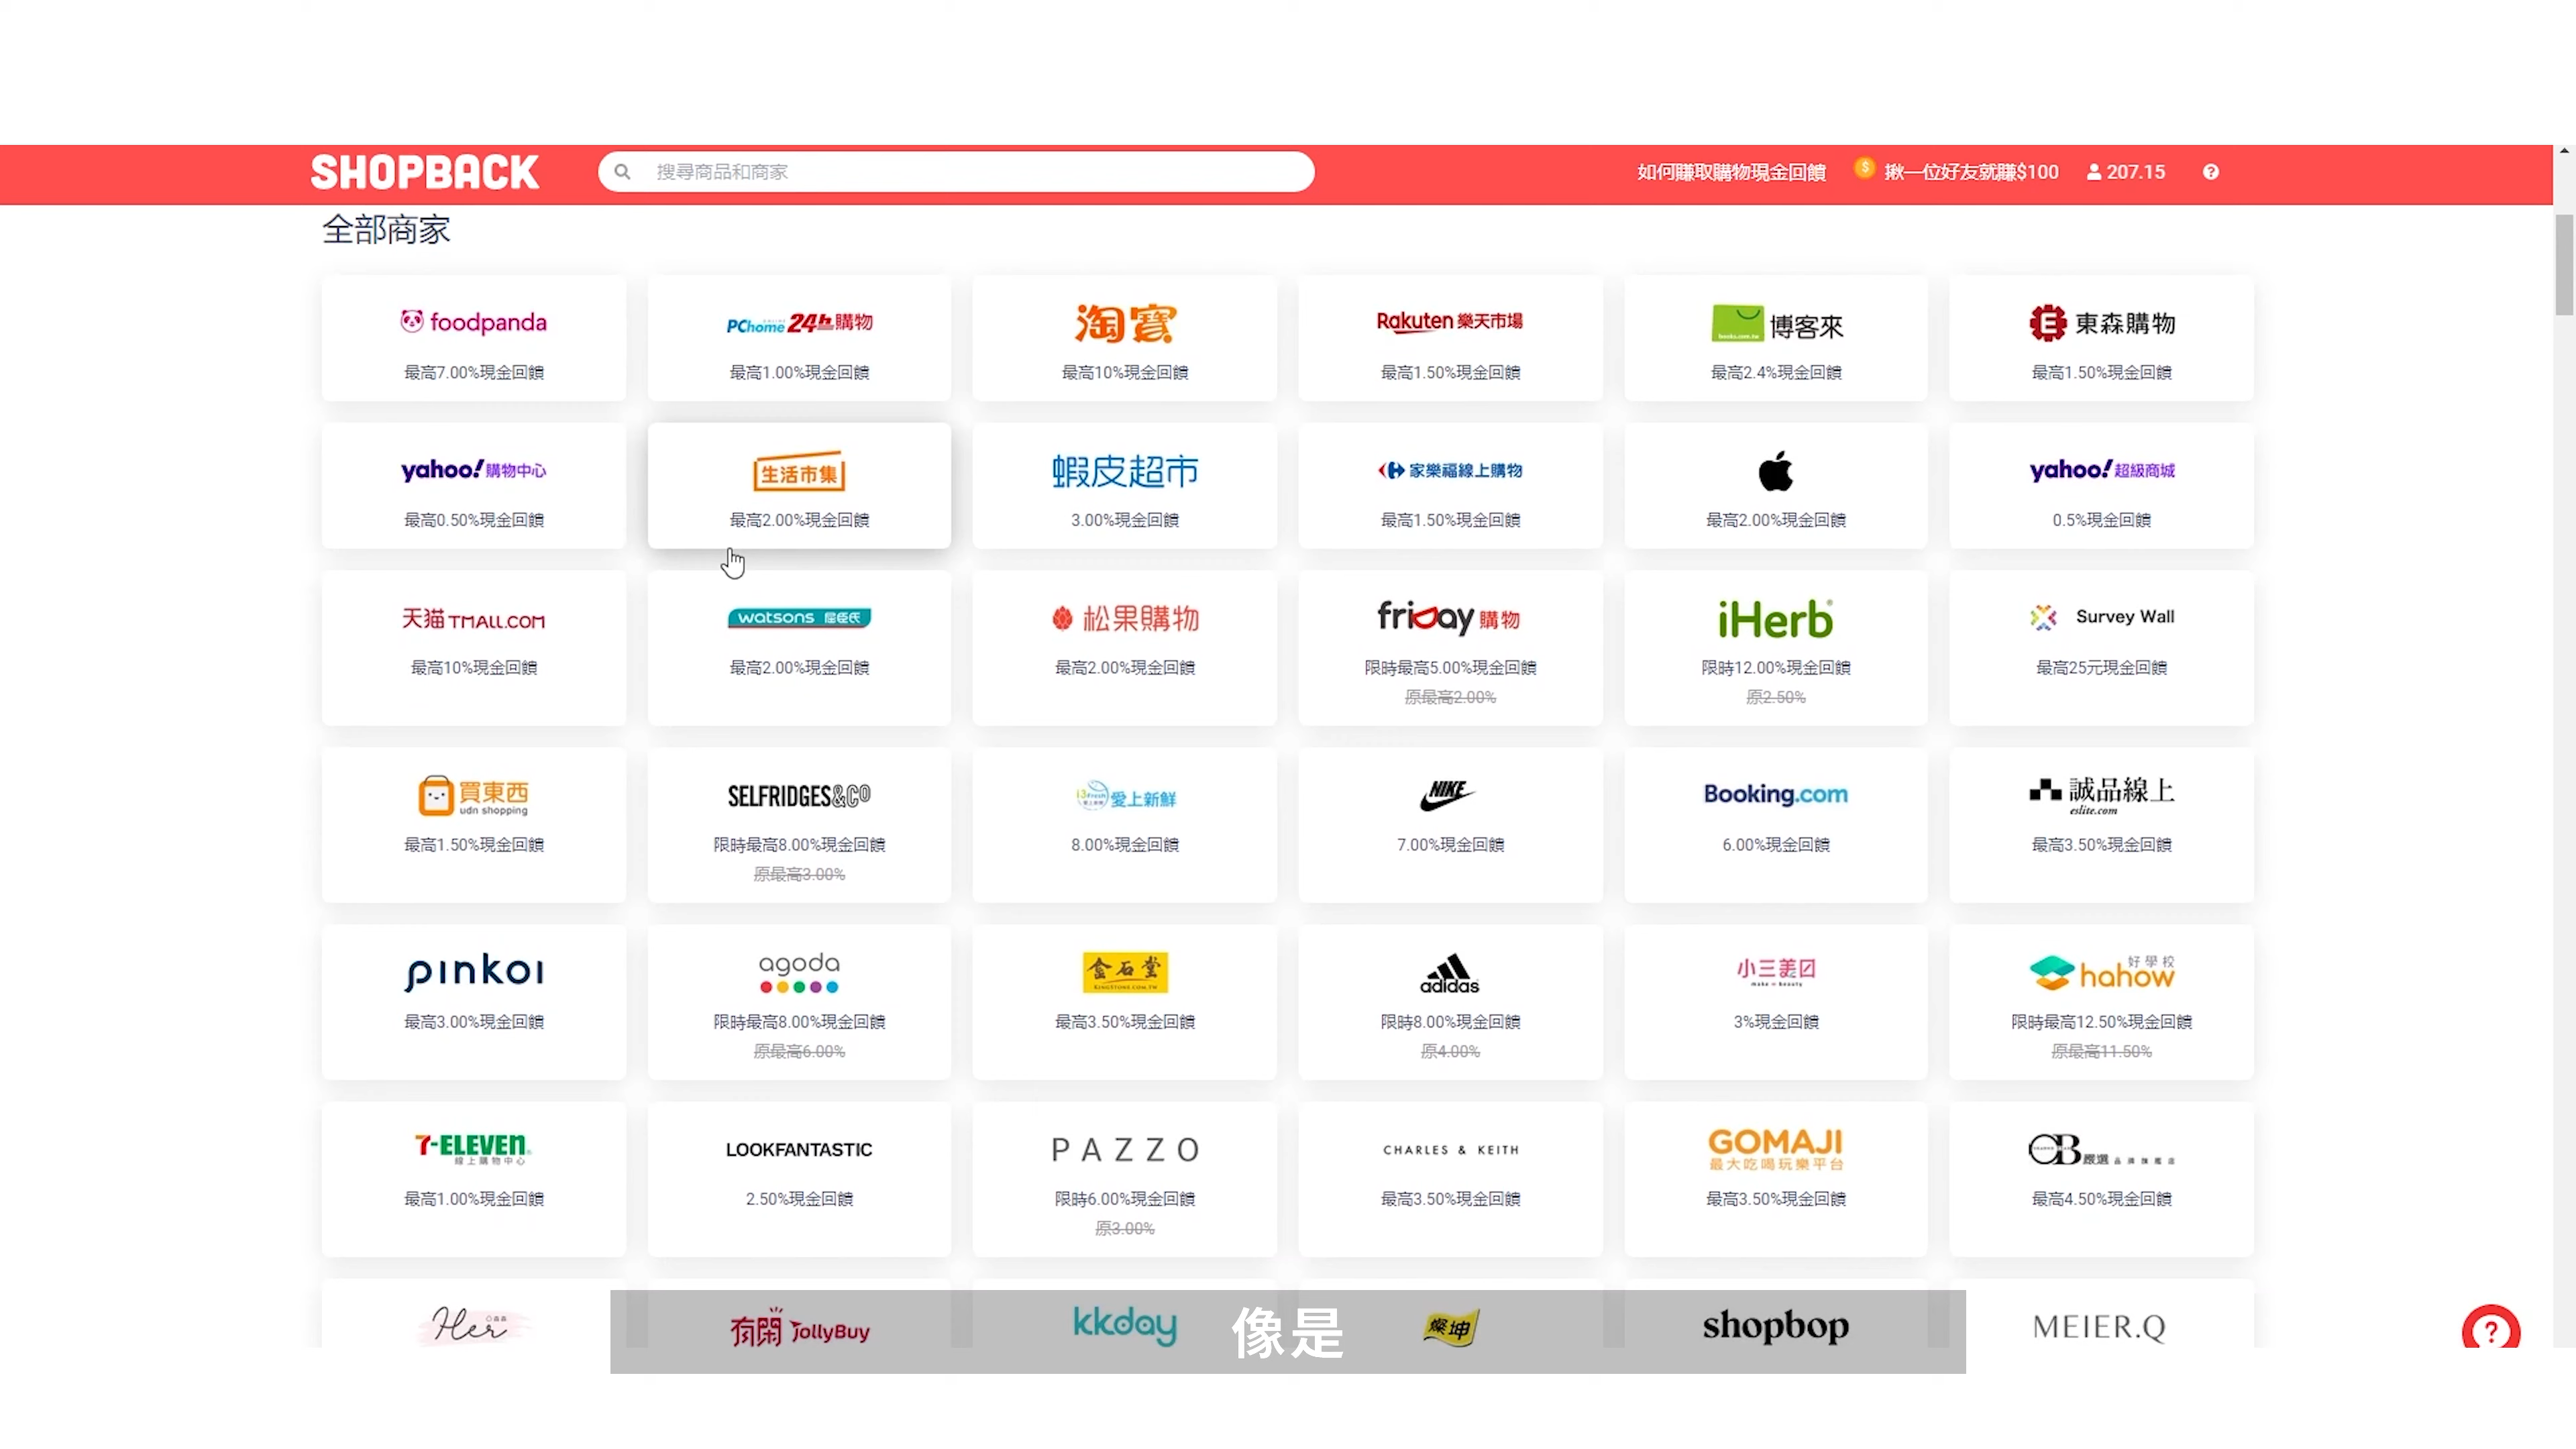 SHOPBACK
搜尋商品和商家
如何賺取購物現金回饋
揪一位好友就賺$100
207.15
全部商家
foodpanda
最高7.00%現金回饋
PChome 24h購物
最高1.00%現金回饋
淘寶
最高10%現金回饋
Rakuten 樂天市場
最高1.50%現金回饋
books.com.tw 博客來
最高2.4%現金回饋
東森購物
最高1.50%現金回饋
yahoo!購物中心
最高0.50%現金回饋
生活市集
最高2.00%現金回饋
蝦皮超市
3.00%現金回饋
家樂福線上購物
最高1.50%現金回饋
最高2.00%現金回饋
yahoo!超級商城
0.5%現金回饋
天猫 TMALL.COM
最高10%現金回饋
watsons 屈臣氏
最高2.00%現金回饋
松果購物
最高2.00%現金回饋
friDay 購物
限時最高5.00%現金回饋
原最高2.00%
iHerb
限時12.00%現金回饋
原2.50%
Survey Wall
最高25元現金回饋
買東西
udn shopping
最高1.50%現金回饋
SELFRIDGES&CO
限時最高8.00%現金回饋
原最高3.00%
i3Fresh 愛上新鮮
8.00%現金回饋
NIKE
7.00%現金回饋
Booking.com
6.00%現金回饋
誠品線上
eslite.com
最高3.50%現金回饋
pinkoi
最高3.00%現金回饋
agoda
限時最高8.00%現金回饋
原最高6.00%
金石堂
KINGSTONE.COM.TW
最高3.50%現金回饋
adidas
限時8.00%現金回饋
原4.00%
小三美日
make beauty
3%現金回饋
好學校
hahow
限時最高12.50%現金回饋
原最高11.50%
7-ELEVEN
線上購物中心
最高1.00%現金回饋
LOOKFANTASTIC
2.50%現金回饋
PAZZO
限時6.00%現金回饋
原3.00%
CHARLES & KEITH
最高3.50%現金回饋
GOMAJI
最大吃喝玩樂平台
最高3.50%現金回饋
OB嚴選
最高4.50%現金回饋
Her
有閑 JollyBuy
kkday
燦坤
shopbop
MEIER.Q
像是